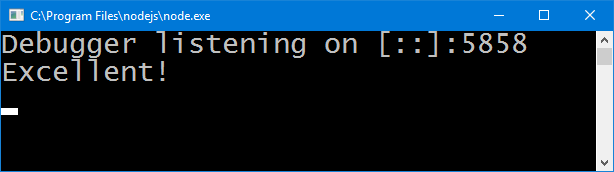 C:\Program Files\nodejs\node.exe
Debugger listening on [::]:5858
Excellent!